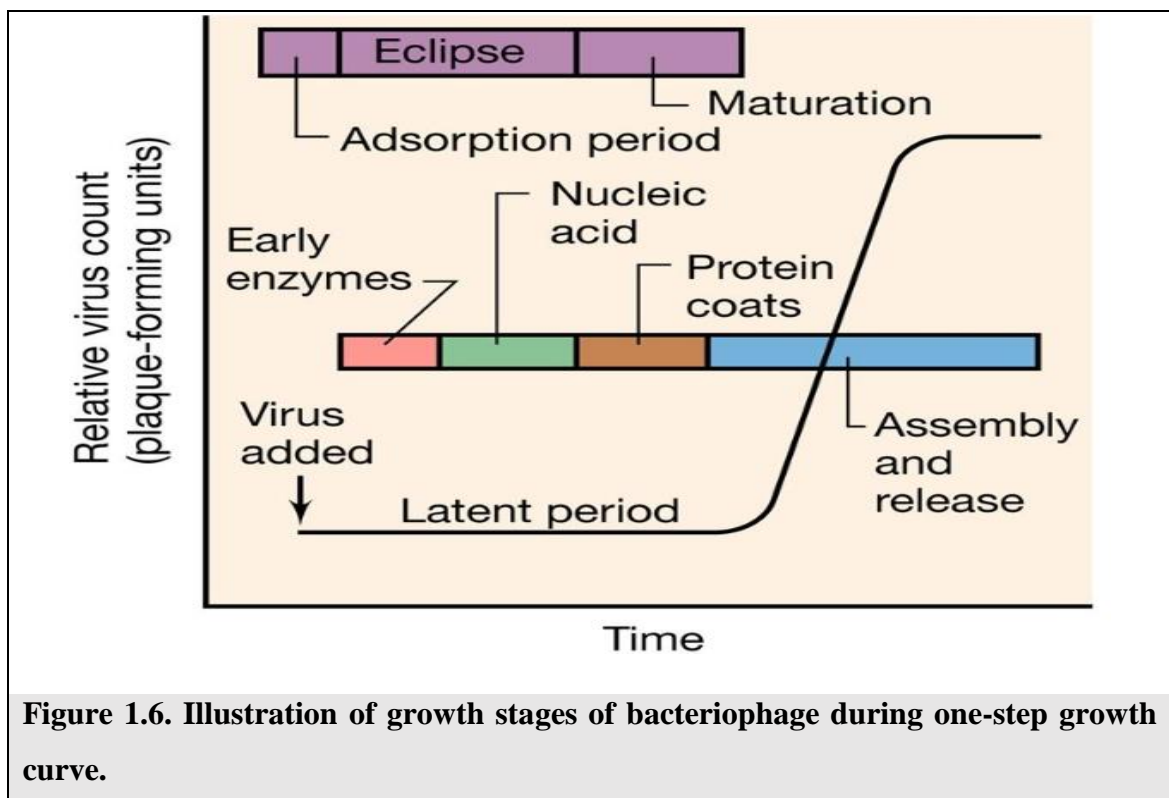 Eclipse
Maturation
Adsorption period
Nucleic
acid
Early
enzymes
Protein
coats
Virus
added
Assembly
and
release
Latent period
Relative virus count
(plaque-forming units)
Time
Figure 1.6. Illustration of growth stages of bacteriophage during one-step growth
curve.